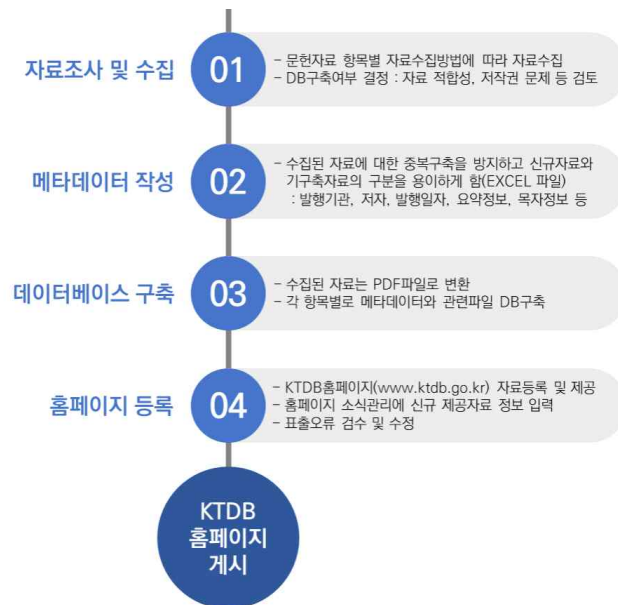 자료조사 및 수집
01
- 문헌자료 항목별 자료수집방법에 따라 자료수집
- DB구축여부 결정 : 자료 적합성, 저작권 문제 등 검토
메타데이터 작성
02
- 수집된 자료에 대한 중복구축을 방지하고 신규자료와
기구축자료의 구분을 용이하게 함(EXCEL 파일)
: 발행기관, 저자, 발행일자, 요약정보, 목자정보 등
데이터베이스 구축
03
- 수집된 자료는 PDF파일로 변환
- 각 항목별로 메타데이터와 관련파일 DB구축
홈페이지 등록
04
- KTDB홈페이지(www.ktdb.go.kr) 자료등록 및 제공
- 홈페이지 소식관리에 신규 제공자료 정보 입력
- 표출오류 검수 및 수정
KTDB
홈페이지
게시